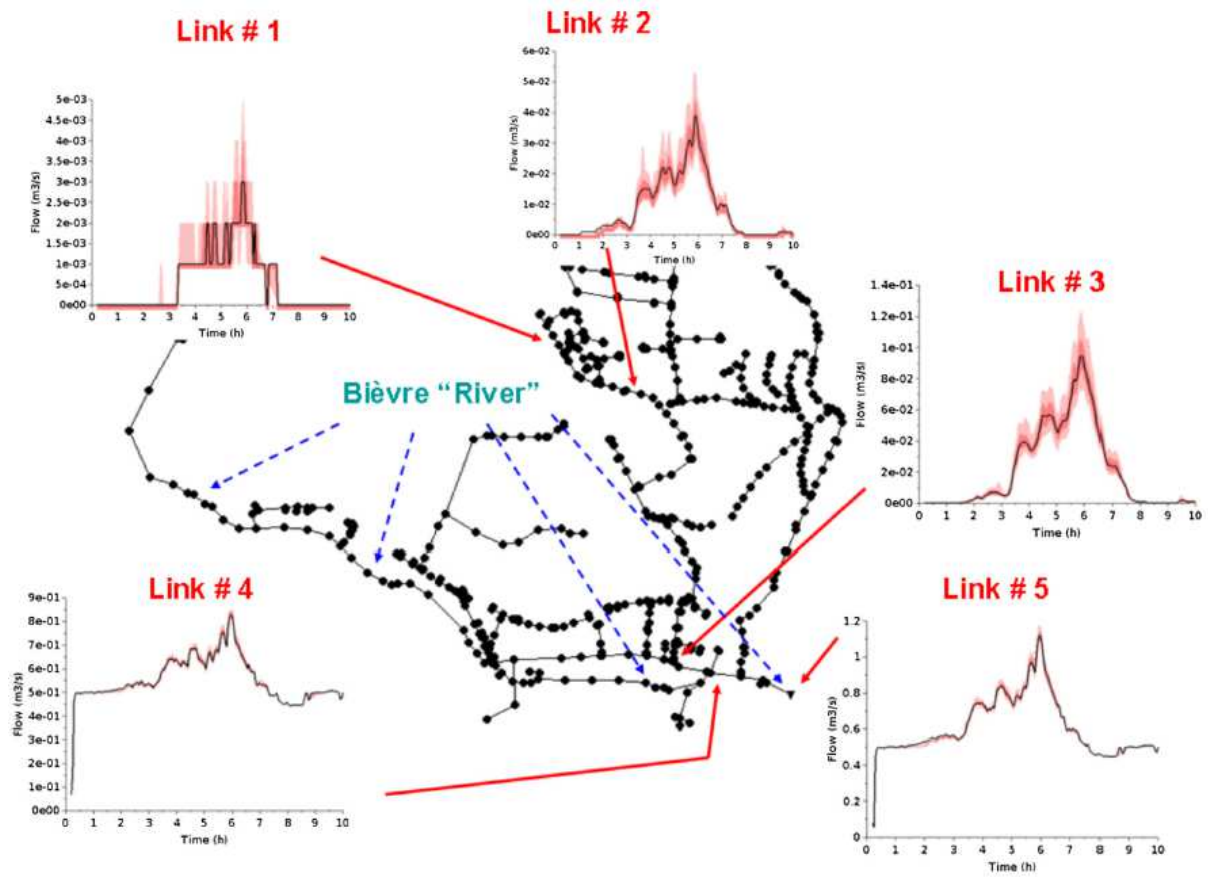 Link # 1
Link # 2
Flow (m3/s)
5e-03
4.5e-03
4e-03
3.5e-03
3e-03
2.5e-03
2e-03
1.5e-03
1e-03
5e-04
0e00
0 1 2 3 4 5 6 7 8 9 10
Time (h)
Flow (m3/s)
6e-02
5e-02
4e-02
3e-02
2e-02
1e-02
0
0 1 2 3 4 5 6 7 8 9 10
Time (h)
Link # 3
Flow (m3/s)
1.4e-01
1.2e-01
1e-01
8e-02
6e-02
4e-02
2e-02
0e00
0 1 2 3 4 5 6 7 8 9 10
Time (h)
Bièvre “River”
Link # 4
Flow (m3/s)
9e-01
8e-01
7e-01
6e-01
5e-01
4e-01
3e-01
2e-01
1e-01
0e00
0 1 2 3 4 5 6 7 8 9 10
Time (h)
Link # 5
Flow (m3/s)
1.2
1
0.8
0.6
0.4
0.2
0
0 1 2 3 4 5 6 7 8 9 10
Time (h)